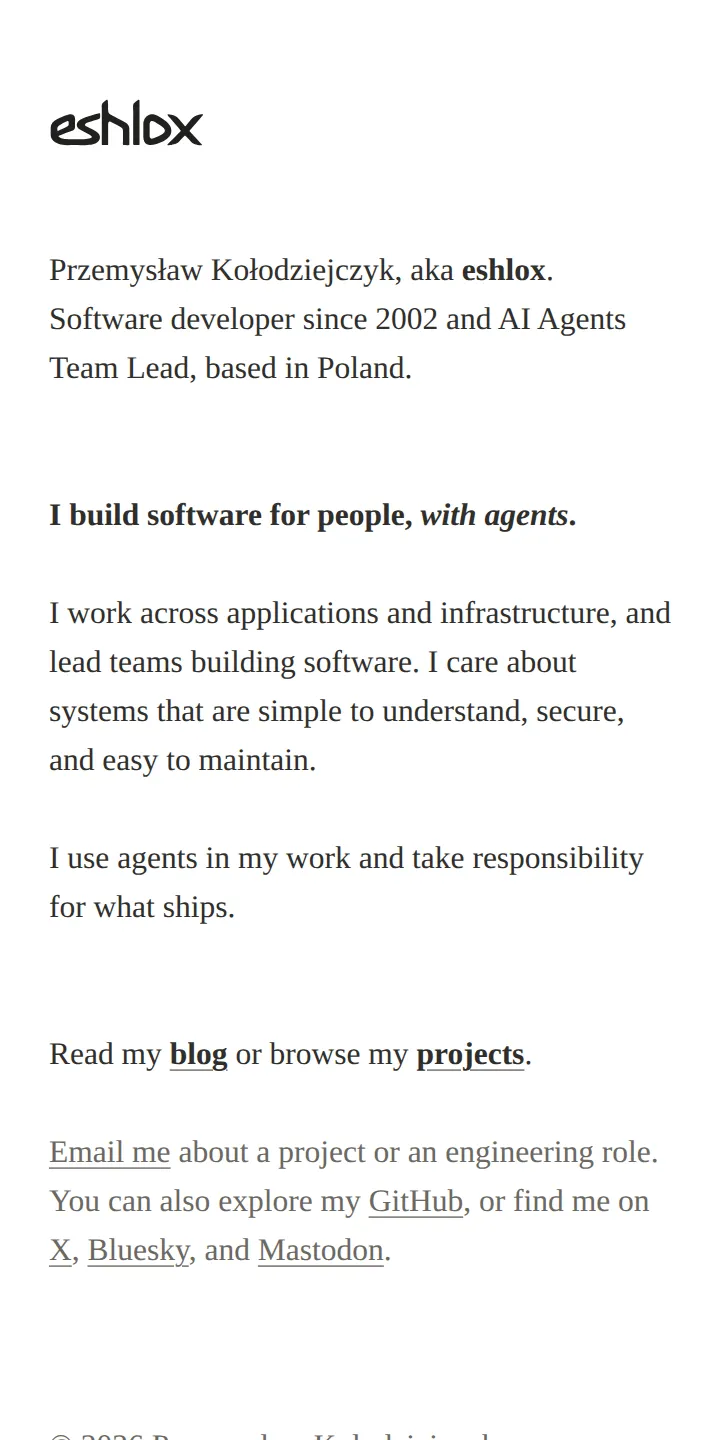 eshlox
Przemysław Kołodziejczyk, aka eshlox.
Software developer since 2002 and AI Agents
Team Lead, based in Poland.
I build software for people, with agents.
I work across applications and infrastructure, and
lead teams building software. I care about
systems that are simple to understand, secure,
and easy to maintain.
I use agents in my work and take responsibility
for what ships.
Read my blog or browse my projects.
Email me about a project or an engineering role.
You can also explore my GitHub, or find me on
X, Bluesky, and Mastodon.